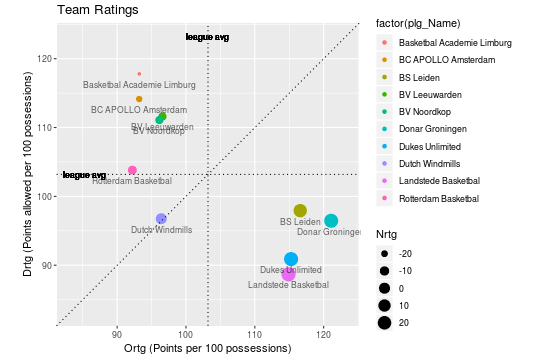 Team Ratings
league avg
Basketbal Academie Limburg
BC APOLLO Amsterdam
BV Leeuwarden
BV Noordkop
league avg
Rotterdam Basketbal
BS Leiden
Donar Groningen
Dutch Windmills
Dukes Unlimited
Landstede Basketbal
120
110
100
90
90
100
110
120
Drtg (Points allowed per 100 possessions)
Ortg (Points per 100 possessions)
factor(plg_Name)
Basketbal Academie Limburg
BC APOLLO Amsterdam
BS Leiden
BV Leeuwarden
BV Noordkop
Donar Groningen
Dukes Unlimited
Dutch Windmills
Landstede Basketbal
Rotterdam Basketbal
Nrtg
-20
-10
0
10
20